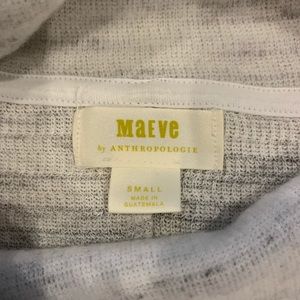 MAEVE
by ANTHROPOLOGIE
SMALL
MADE IN
GUATEMALA